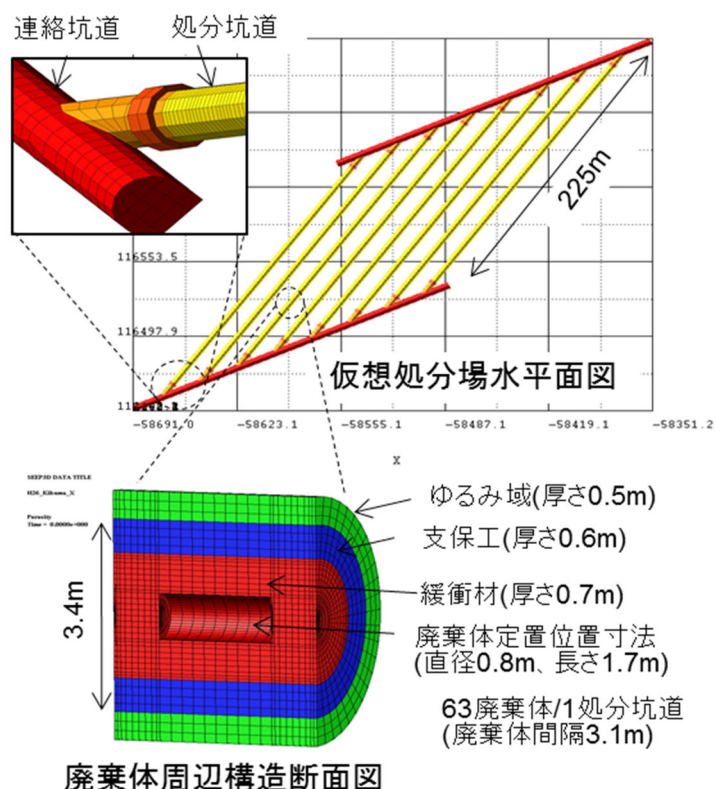 連絡坑道
処分坑道
225m
116553.5
116497.9
仮想処分場水平面図
-58691.0
-58623.1
-58555.1
-58487.1
-58419.1
-58351.2
X
SEEP3D DATA TITLE
Porosity
Time = 0.0000e+000
ゆるみ域(厚さ0.5m)
支保工(厚さ0.6m)
3.4m
緩衝材(厚さ0.7m)
廃棄体定置位置寸法
(直径0.8m、長さ1.7m)
63廃棄体/1処分坑道
(廃棄体間隔3.1m)
廃棄体周辺構造断面図